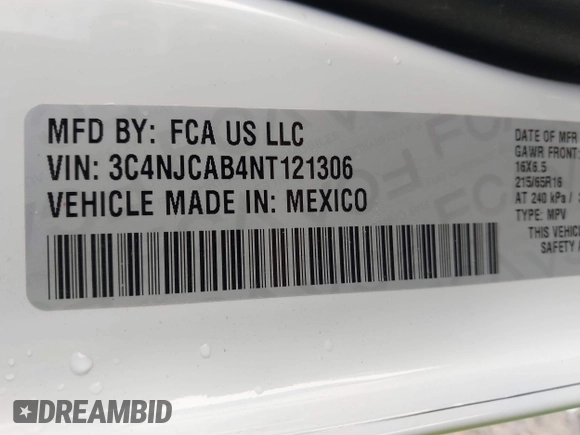 MFD BY: FCA US LLC
VIN: 3C4NJCAB4NT121306
VEHICLE MADE IN: MEXICO
DATE OF MFR
GAWR FRONT:
16X6.5
215/65R16
AT 240 kPa /
TYPE: MPV
THIS VEHIC
SAFETY
DREAMBID